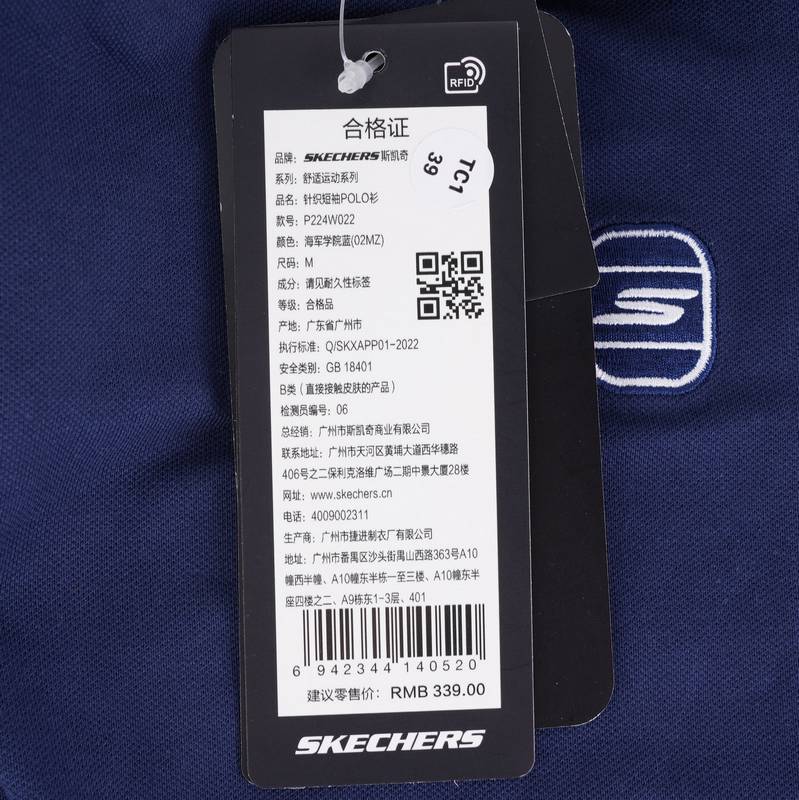 RFID
合格证
品牌：SKECHERS斯凯奇
TC1
39
系列：舒适运动系列
品名：针织短袖POLO衫
款号：P224W022
颜色：海军学院蓝(02MZ)
尺码：M
成分：请见耐久性标签
等级：合格品
产地：广东省广州市
执行标准：Q/SKXAPP01-2022
安全类别：GB 18401
B类（直接接触皮肤的产品）
检测员编号：06
总经销：广州市斯凯奇商业有限公司
联系地址：广州市天河区黄埔大道西华穗路
406号之二保利克洛维广场二期中景大厦28楼
网址：www.skechers.cn
电话：4009002311
生产商：广州市捷进制衣厂有限公司
地址：广州市番禺区沙头街禺山西路363号A10
幢西半幢、A10幢东半栋一至三楼、A10幢东半
座四楼之二、A9栋东1-3层、401
6 942344 140520
建议零售价：RMB 339.00
SKECHERS
S